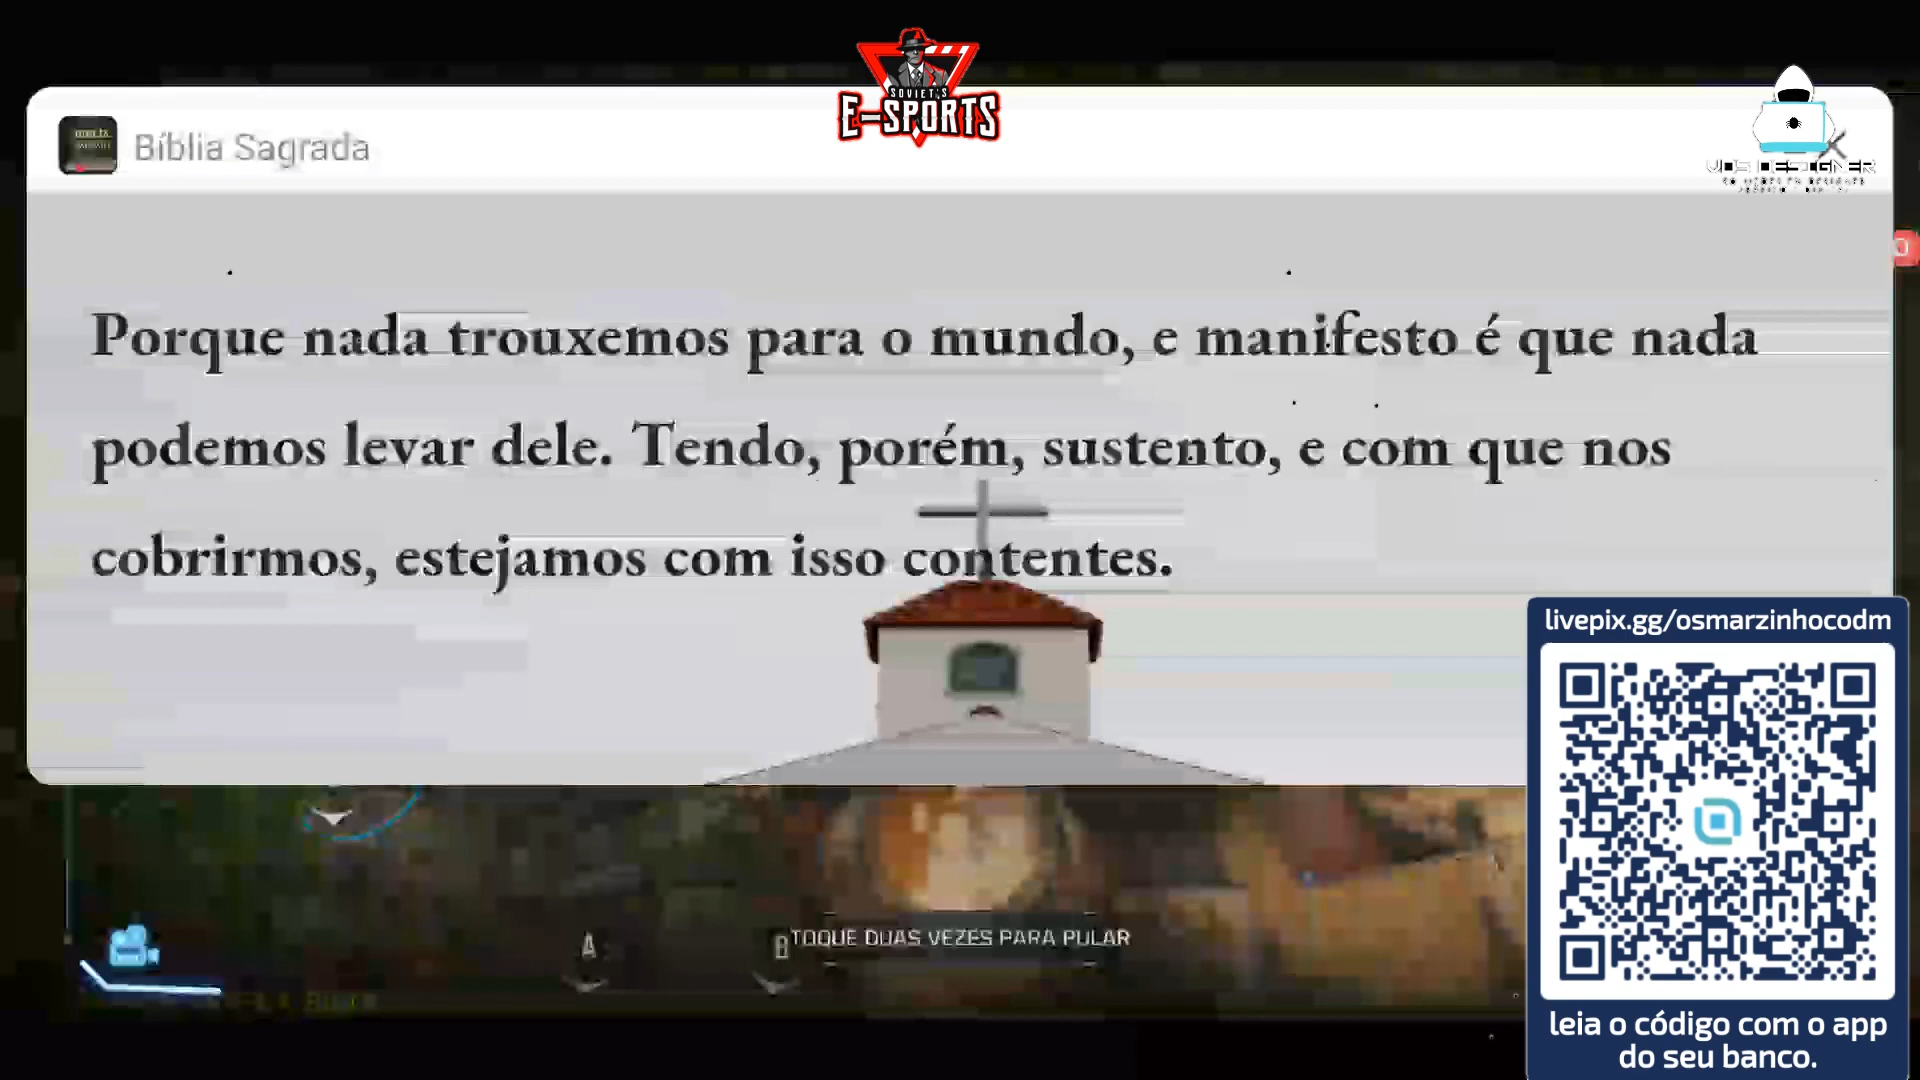 SOVIET'S
E-SPORTS
Bíblia Sagrada
VDS DESIGNER
Porque nada trouxemos para o mundo, e manifesto é que nada
podemos levar dele. Tendo, porém, sustento, e com que nos
cobrirmos, estejamos com isso contentes.
livepix.gg/osmarzinhocodm
A
B
TOQUE DUAS VEZES PARA PULAR
leia o código com o app
do seu banco.